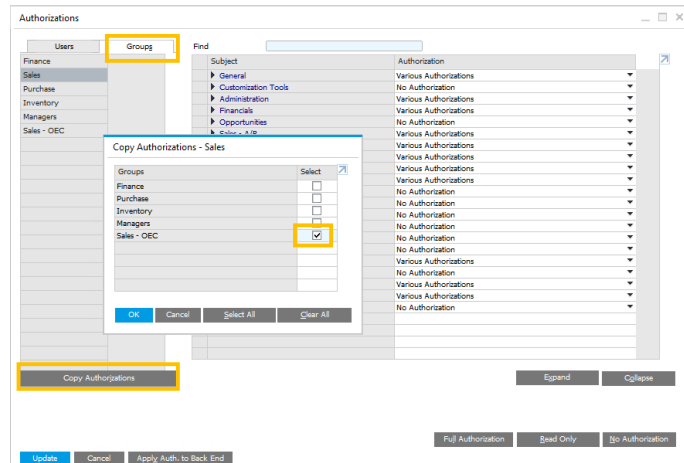 Authorizations
Users Groups Find
Finance Subject Authorization
Sales General Various Authorizations
Purchase Customization Tools No Authorization
Inventory Administration Various Authorizations
Managers Financials Various Authorizations
Sales - OEC Opportunities No Authorization
Sales - A/R Various Authorizations
Copy Authorizations - Sales
Various Authorizations
Various Authorizations
Various Authorizations
Groups Select
Finance
Purchase
Inventory
Managers
Sales - OEC
No Authorization
No Authorization
No Authorization
No Authorization
No Authorization
No Authorization
Various Authorizations
No Authorization
Various Authorizations
Various Authorizations
No Authorization
OK Cancel Select All Clear All
Copy Authorizations Expand Collapse
Full Authorization Read Only No Authorization
Update Cancel Apply Auth. to Back End